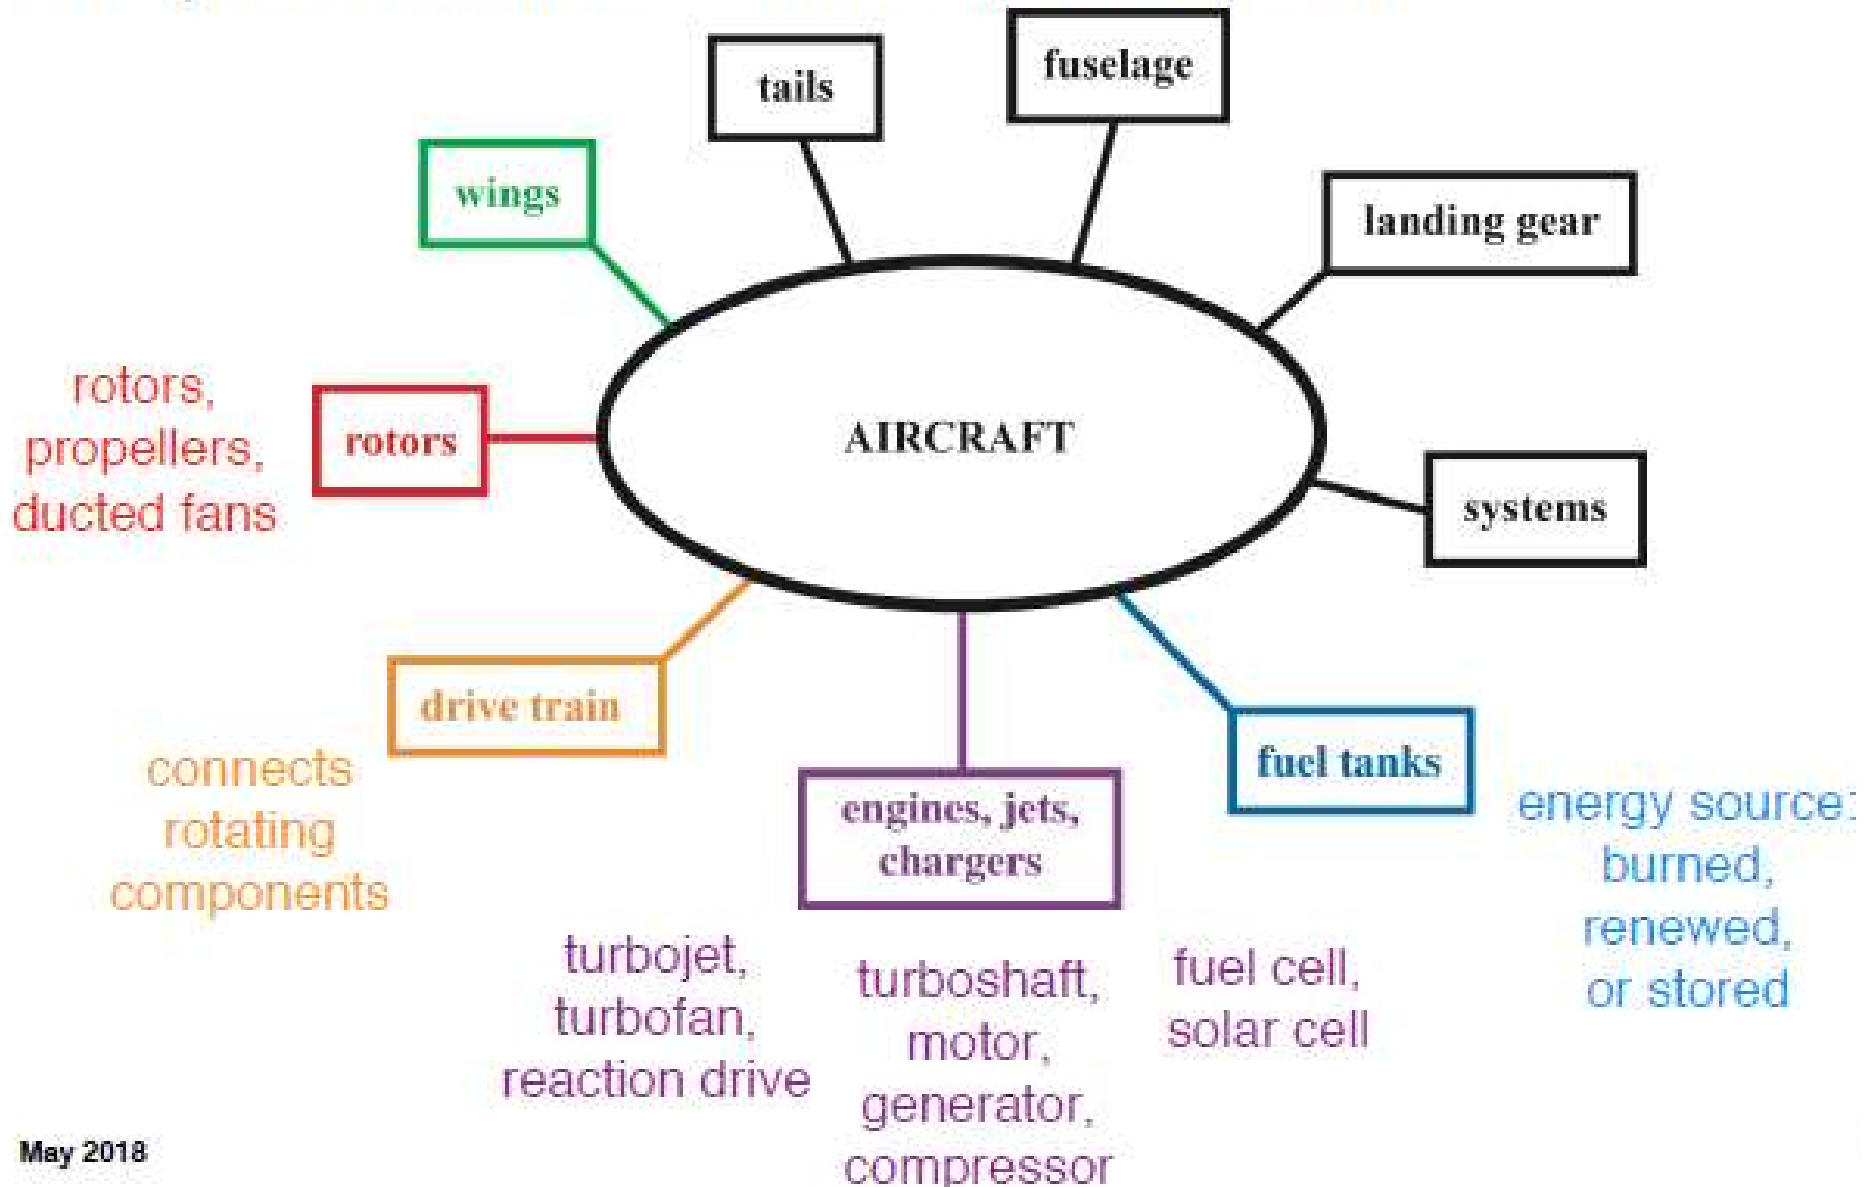 fuselage
tails
wings
landing gear
rotors,
propellers,
ducted fans
rotors
AIRCRAFT
systems
drive train
connects
rotating
components
engines, jets,
chargers
fuel tanks
energy source:
burned,
renewed,
or stored
turbojet,
turbofan,
reaction drive
turboshaft,
motor,
generator,
compressor
fuel cell,
solar cell
May 2018